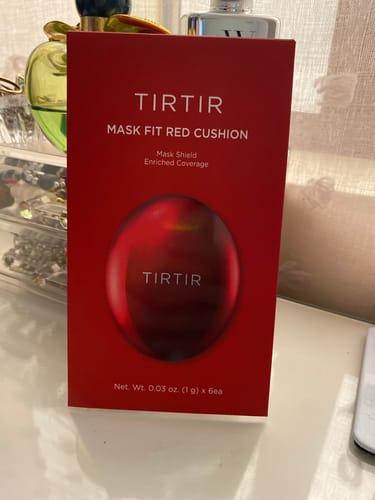 TIRTIR
MASK FIT RED CUSHION
Mask Shield
Enriched Coverage
TIRTIR
Net. Wt. 0.03 oz. (1 g) x 6ea